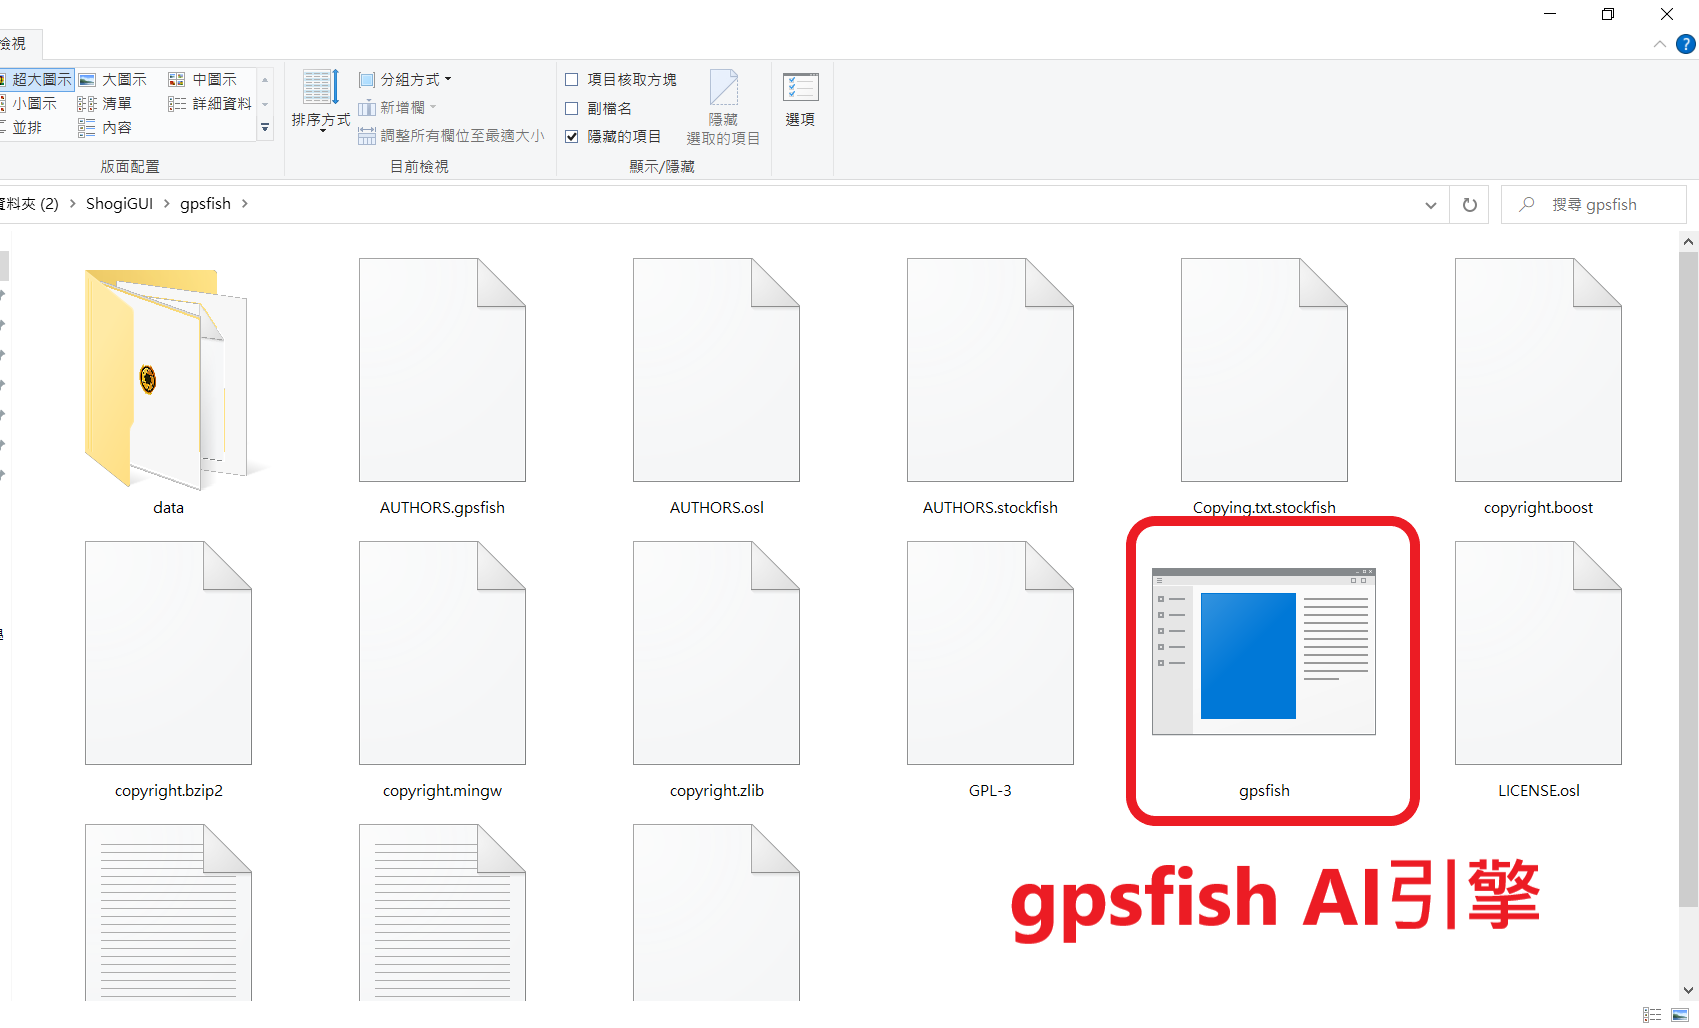 檢視
超大圖示 大圖示 中圖示
小圖示 清單 詳細資料
並排 內容
版面配置
排序方式
分組方式
新增欄
調整所有欄位至最適大小
目前檢視
項目核取方塊
副檔名
隱藏的項目
隱藏
選取的項目
顯示/隱藏
選項
資料夾 (2) > ShogiGUI > gpsfish >
搜尋 gpsfish
data
AUTHORS.gpsfish
AUTHORS.osl
AUTHORS.stockfish
Copying.txt.stockfish
copyright.boost
copyright.bzip2
copyright.mingw
copyright.zlib
GPL-3
gpsfish
LICENSE.osl
gpsfish AI引擎